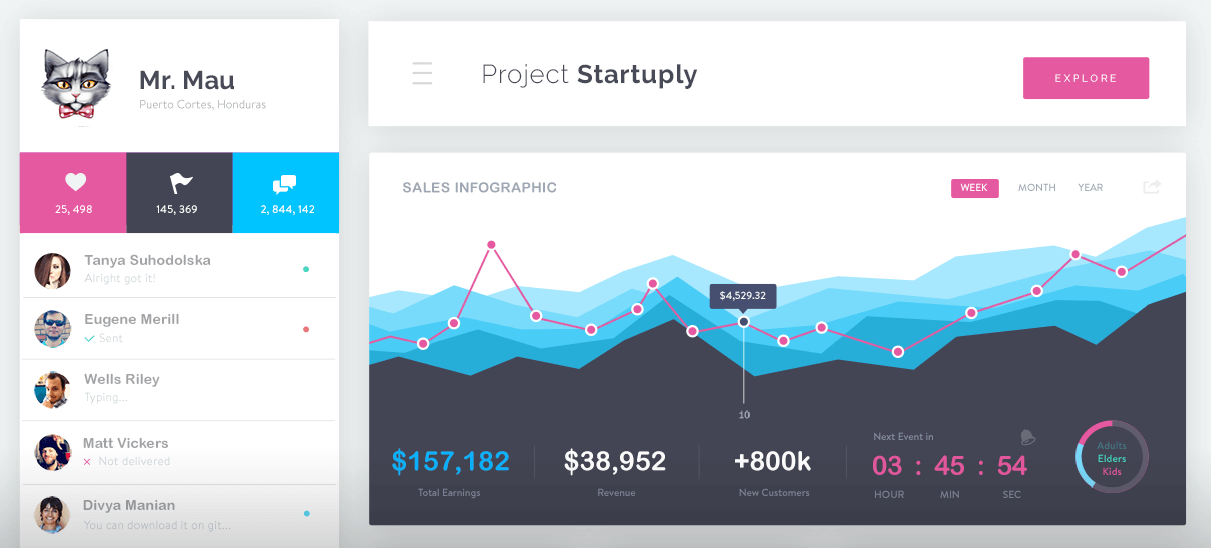 Mr. Mau
Puerto Cortes, Honduras
25, 498
145, 369
2, 844, 142
Tanya Suhodolska
Alright got it!
Eugene Merill
Sent
Wells Riley
Typing...
Matt Vickers
Not delivered
Divya Manian
You can download it on git...
Project Startuply
EXPLORE
SALES INFOGRAPHIC
WEEK MONTH YEAR
$4,529.32
10
$157,182
Total Earnings
$38,952
Revenue
+800k
New Customers
Next Event in
03 : 45 : 54
HOUR MIN SEC
Adults
Elders
Kids